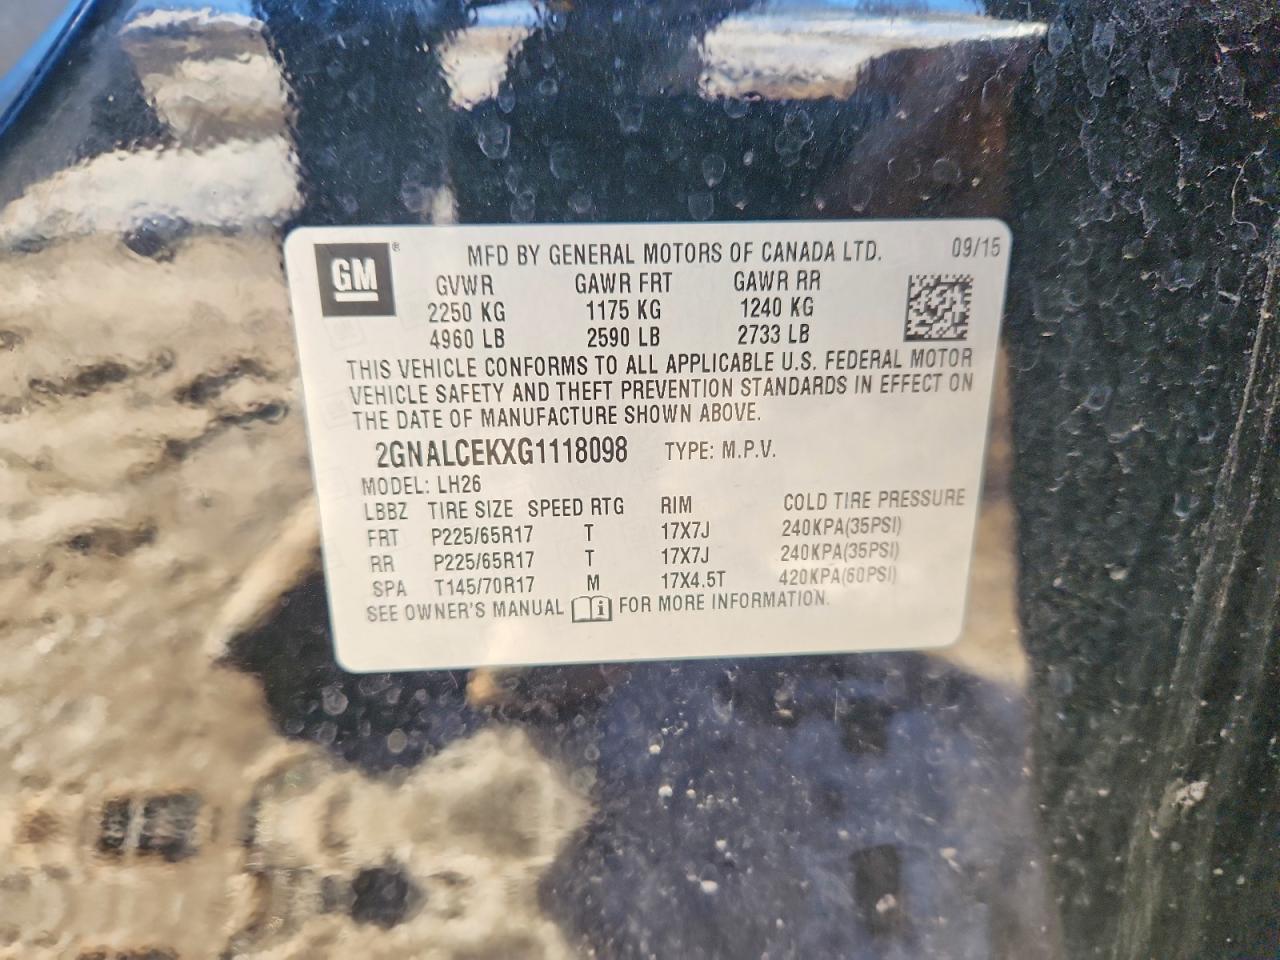 GM ® MFD BY GENERAL MOTORS OF CANADA LTD. 09/15
GVWR GAWR FRT GAWR RR
2250 KG 1175 KG 1240 KG
4960 LB 2590 LB 2733 LB
THIS VEHICLE CONFORMS TO ALL APPLICABLE U.S. FEDERAL MOTOR
VEHICLE SAFETY AND THEFT PREVENTION STANDARDS IN EFFECT ON
THE DATE OF MANUFACTURE SHOWN ABOVE.
2GNALCEKXG1118098 TYPE: M.P.V.
MODEL: LH26
LBBZ TIRE SIZE SPEED RTG RIM COLD TIRE PRESSURE
FRT P225/65R17 T 17X7J 240KPA(35PSI)
RR P225/65R17 T 17X7J 240KPA(35PSI)
SPA T145/70R17 M 17X4.5T 420KPA(60PSI)
SEE OWNER'S MANUAL i FOR MORE INFORMATION.